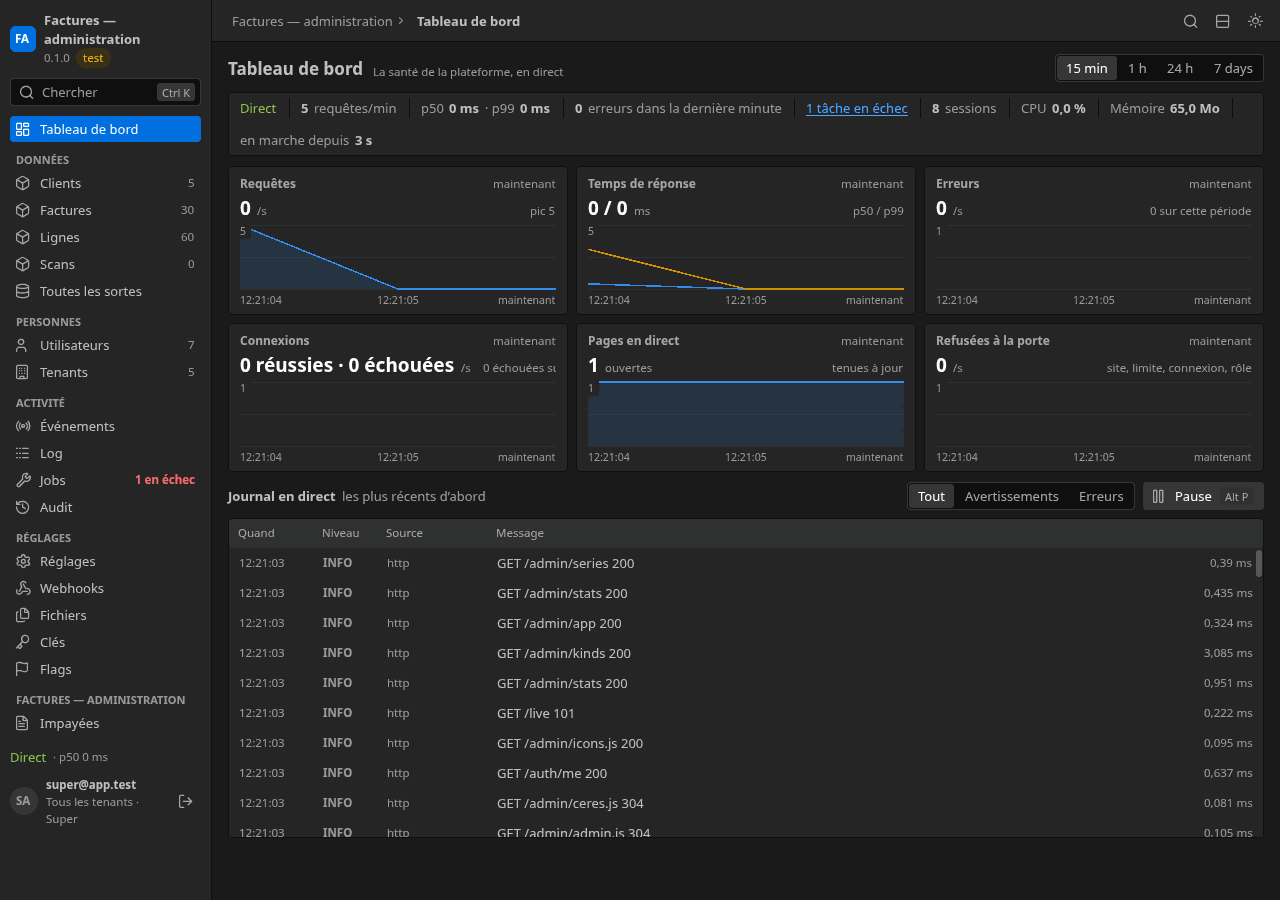 Factures — administration
0.1.0 test
FA
Chercher Ctrl K
Tableau de bord
DONNÉES
Clients 5
Factures 30
Lignes 60
Scans 0
Toutes les sortes
PERSONNES
Utilisateurs 7
Tenants 5
ACTIVITÉ
Événements
Log
Jobs 1 en échec
Audit
RÉGLAGES
Réglages
Webhooks
Fichiers
Clés
Flags
FACTURES — ADMINISTRATION
Impayées
Direct · p50 0 ms
SA
super@app.test
Tous les tenants ·
Super
Factures — administration > Tableau de bord
Tableau de bord La santé de la plateforme, en direct
15 min 1 h 24 h 7 days
Direct 5 requêtes/min p50 0 ms · p99 0 ms 0 erreurs dans la dernière minute 1 tâche en échec 8 sessions CPU 0,0 % Mémoire 65,0 Mo
en marche depuis 3 s
Requêtes maintenant
0 /s pic 5
5
12:21:04 12:21:05 maintenant
Temps de réponse maintenant
0 / 0 ms p50 / p99
5
12:21:04 12:21:05 maintenant
Erreurs maintenant
0 /s 0 sur cette période
1
12:21:04 12:21:05 maintenant
Connexions maintenant
0 réussies · 0 échouées /s 0 échouées su
1
12:21:04 12:21:05 maintenant
Pages en direct maintenant
1 ouvertes tenues à jour
1
12:21:04 12:21:05 maintenant
Refusées à la porte maintenant
0 /s site, limite, connexion, rôle
1
12:21:04 12:21:05 maintenant
Journal en direct les plus récents d'abord
Tout Avertissements Erreurs Pause Alt P
Quand Niveau Source Message
12:21:03 INFO http GET /admin/series 200 0,39 ms
12:21:03 INFO http GET /admin/stats 200 0,435 ms
12:21:03 INFO http GET /admin/app 200 0,324 ms
12:21:03 INFO http GET /admin/kinds 200 3,085 ms
12:21:03 INFO http GET /admin/stats 200 0,951 ms
12:21:03 INFO http GET /live 101 0,222 ms
12:21:03 INFO http GET /admin/icons.js 200 0,095 ms
12:21:03 INFO http GET /auth/me 200 0,637 ms
12:21:03 INFO http GET /admin/ceres.js 304 0,081 ms
12:21:03 INFO http GET /admin/admin.js 304 0,105 ms